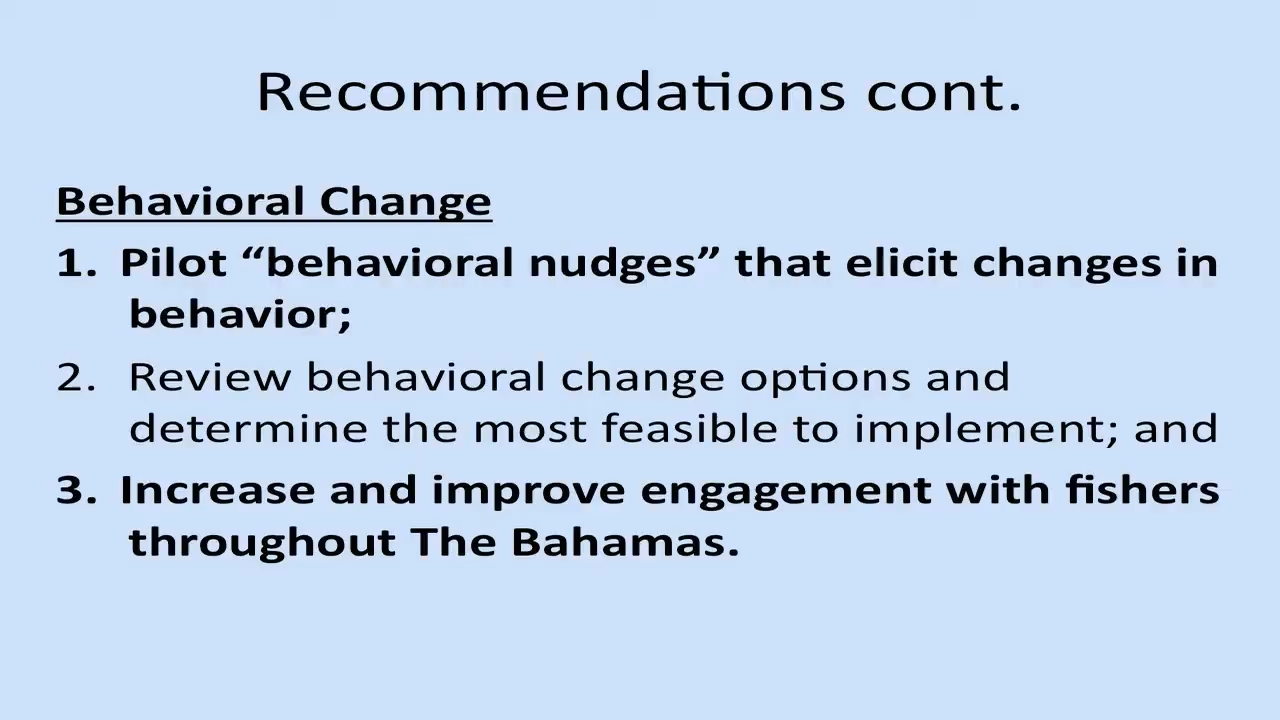 Recommendations cont.
Behavioral Change
1. Pilot “behavioral nudges” that elicit changes in
behavior;
2. Review behavioral change options and
determine the most feasible to implement; and
3. Increase and improve engagement with fishers
throughout The Bahamas.